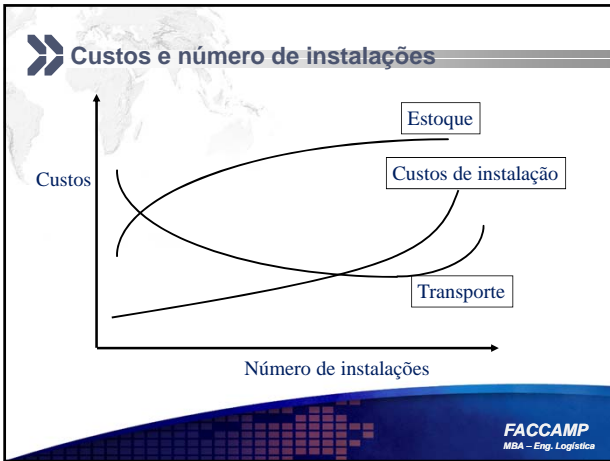 Custos e número de instalações
Estoque
Custos
Custos de instalação
Transporte
Número de instalações
FACCAMP
MBA – Eng. Logística